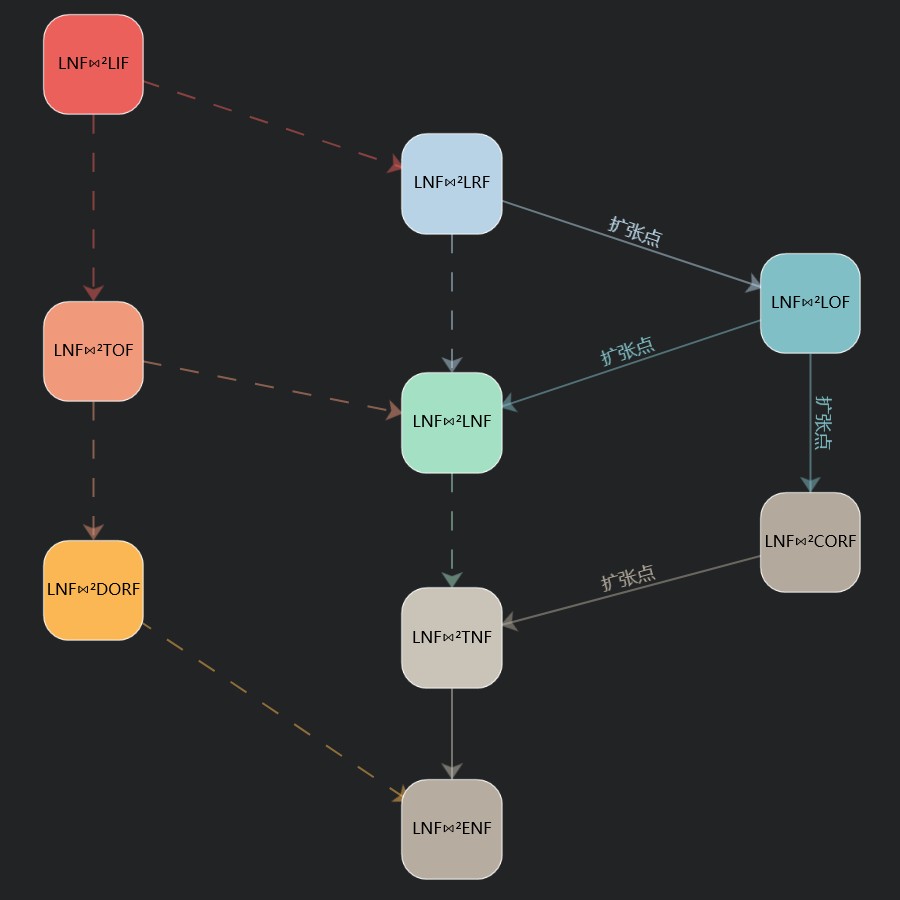 LNF⋈²LIF
LNF⋈²LRF
扩张点
LNF⋈²LOF
LNF⋈²TOF
扩张点
LNF⋈²LNF
扩张点
LNF⋈²CORF
扩张点
LNF⋈²DORF
LNF⋈²TNF
LNF⋈²ENF